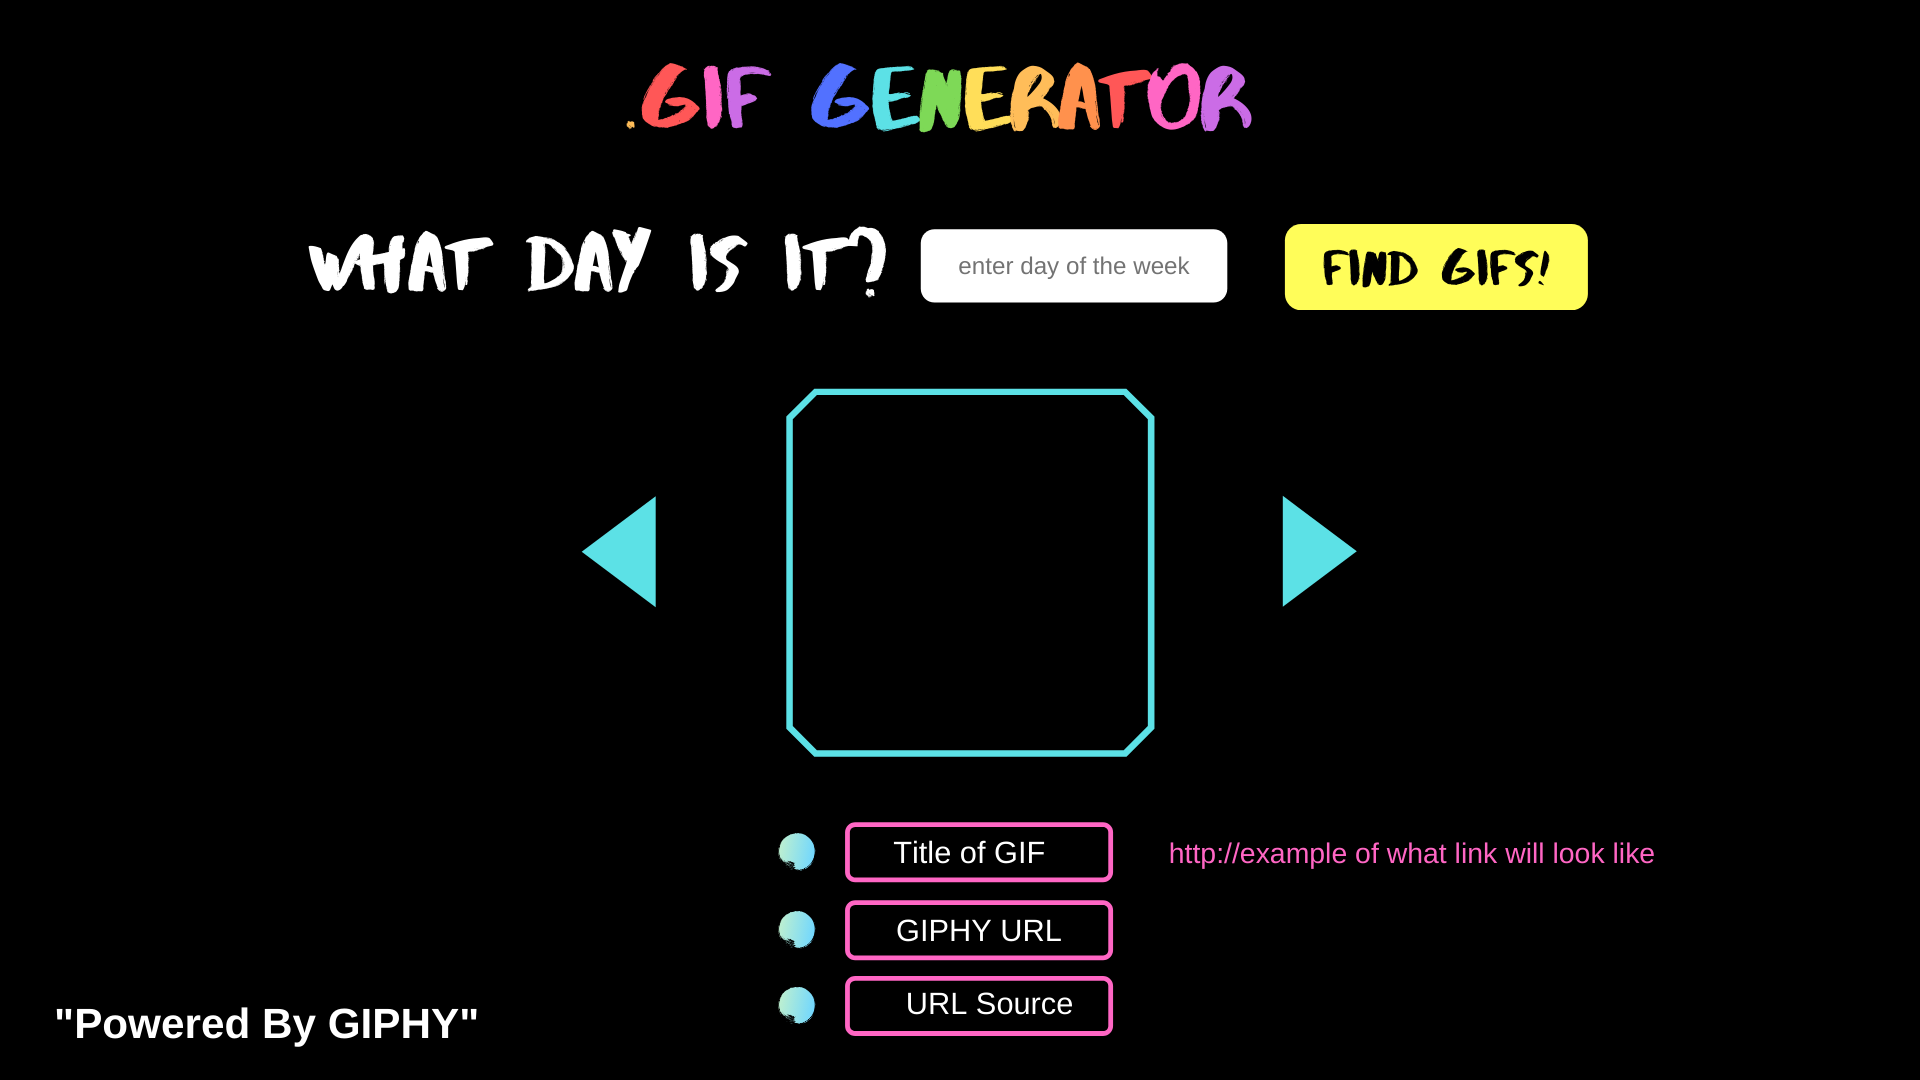 .GIF GENERATOR
WHAT DAY IS IT?
enter day of the week
FIND GIFS!
Title of GIF
http://example of what link will look like
GIPHY URL
URL Source
"Powered By GIPHY"